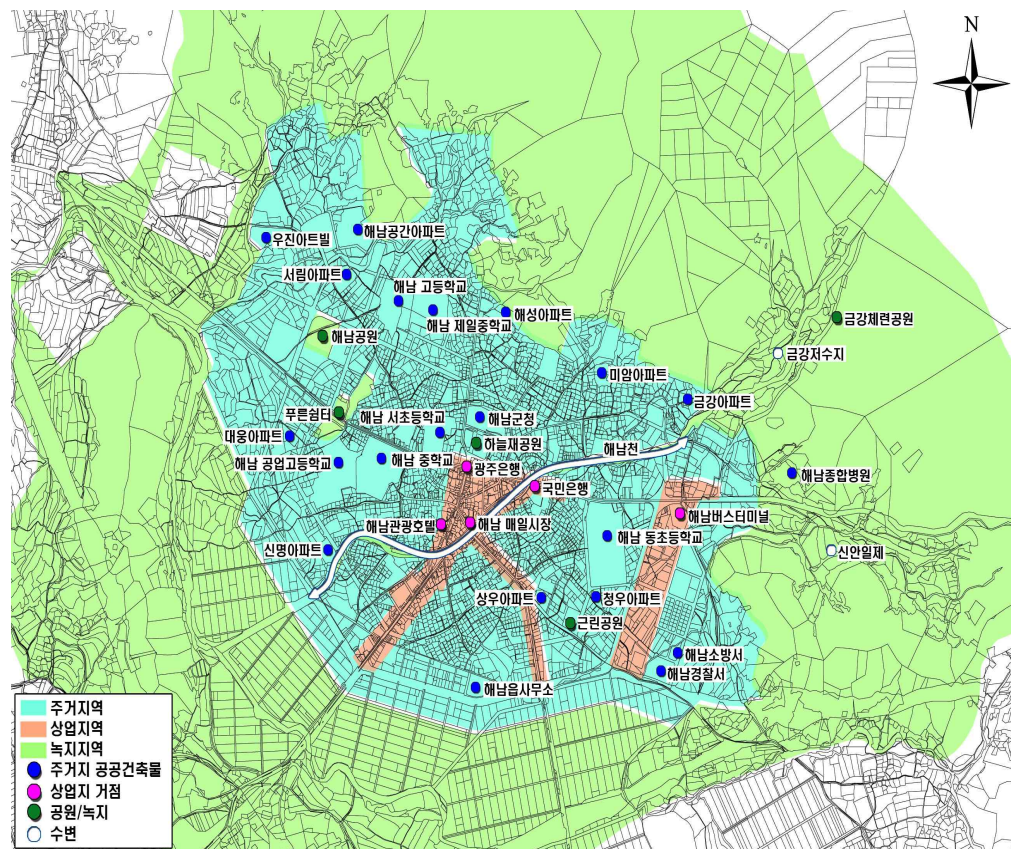 N
우진아트빌
해남공간아파트
서림아파트
해남 고등학교
해남 제일중학교
해성아파트
금강체련공원
해남공원
금강저수지
미암아파트
금강아파트
푸른쉼터
해남 서초등학교
해남군청
대웅아파트
하늘재공원
해남천
해남 공업고등학교
해남 중학교
광주은행
해남종합병원
국민은행
해남관광호텔
해남 매일시장
해남버스터미널
해남 동초등학교
신명아파트
신안일제
상우아파트
청우아파트
근린공원
해남소방서
해남경찰서
해남읍사무소
주거지역
상업지역
녹지지역
주거지 공공건축물
상업지 거점
공원/녹지
수변